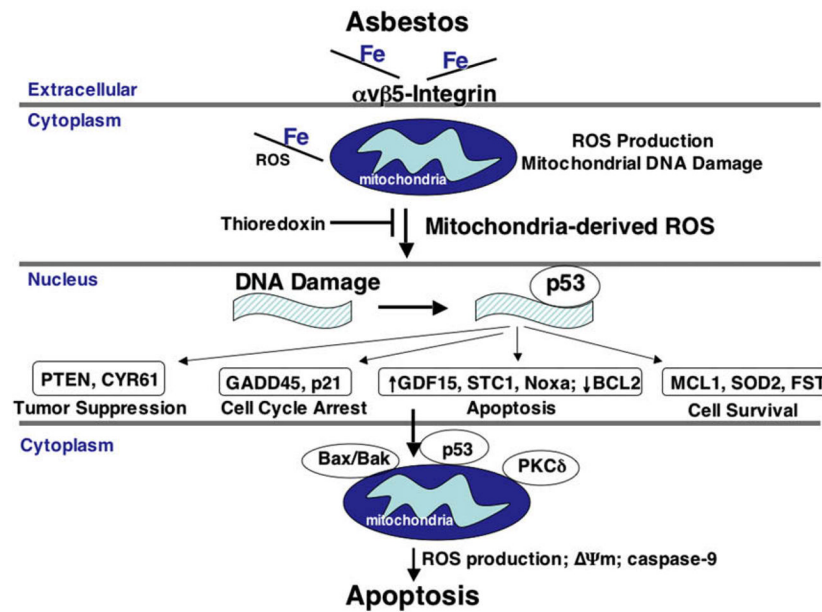 Asbestos
Fe Fe
Extracellular
αvβ5-Integrin
Cytoplasm
Fe
ROS
mitochondria
ROS Production
Mitochondrial DNA Damage
Thioredoxin
Mitochondria-derived ROS
Nucleus
DNA Damage
p53
PTEN, CYR61
Tumor Suppression
GADD45, p21
Cell Cycle Arrest
↑GDF15, STC1, Noxa; ↓BCL2
Apoptosis
MCL1, SOD2, FST
Cell Survival
Cytoplasm
Bax/Bak
p53
PKCδ
mitochondria
ROS production; ΔΨm; caspase-9
Apoptosis